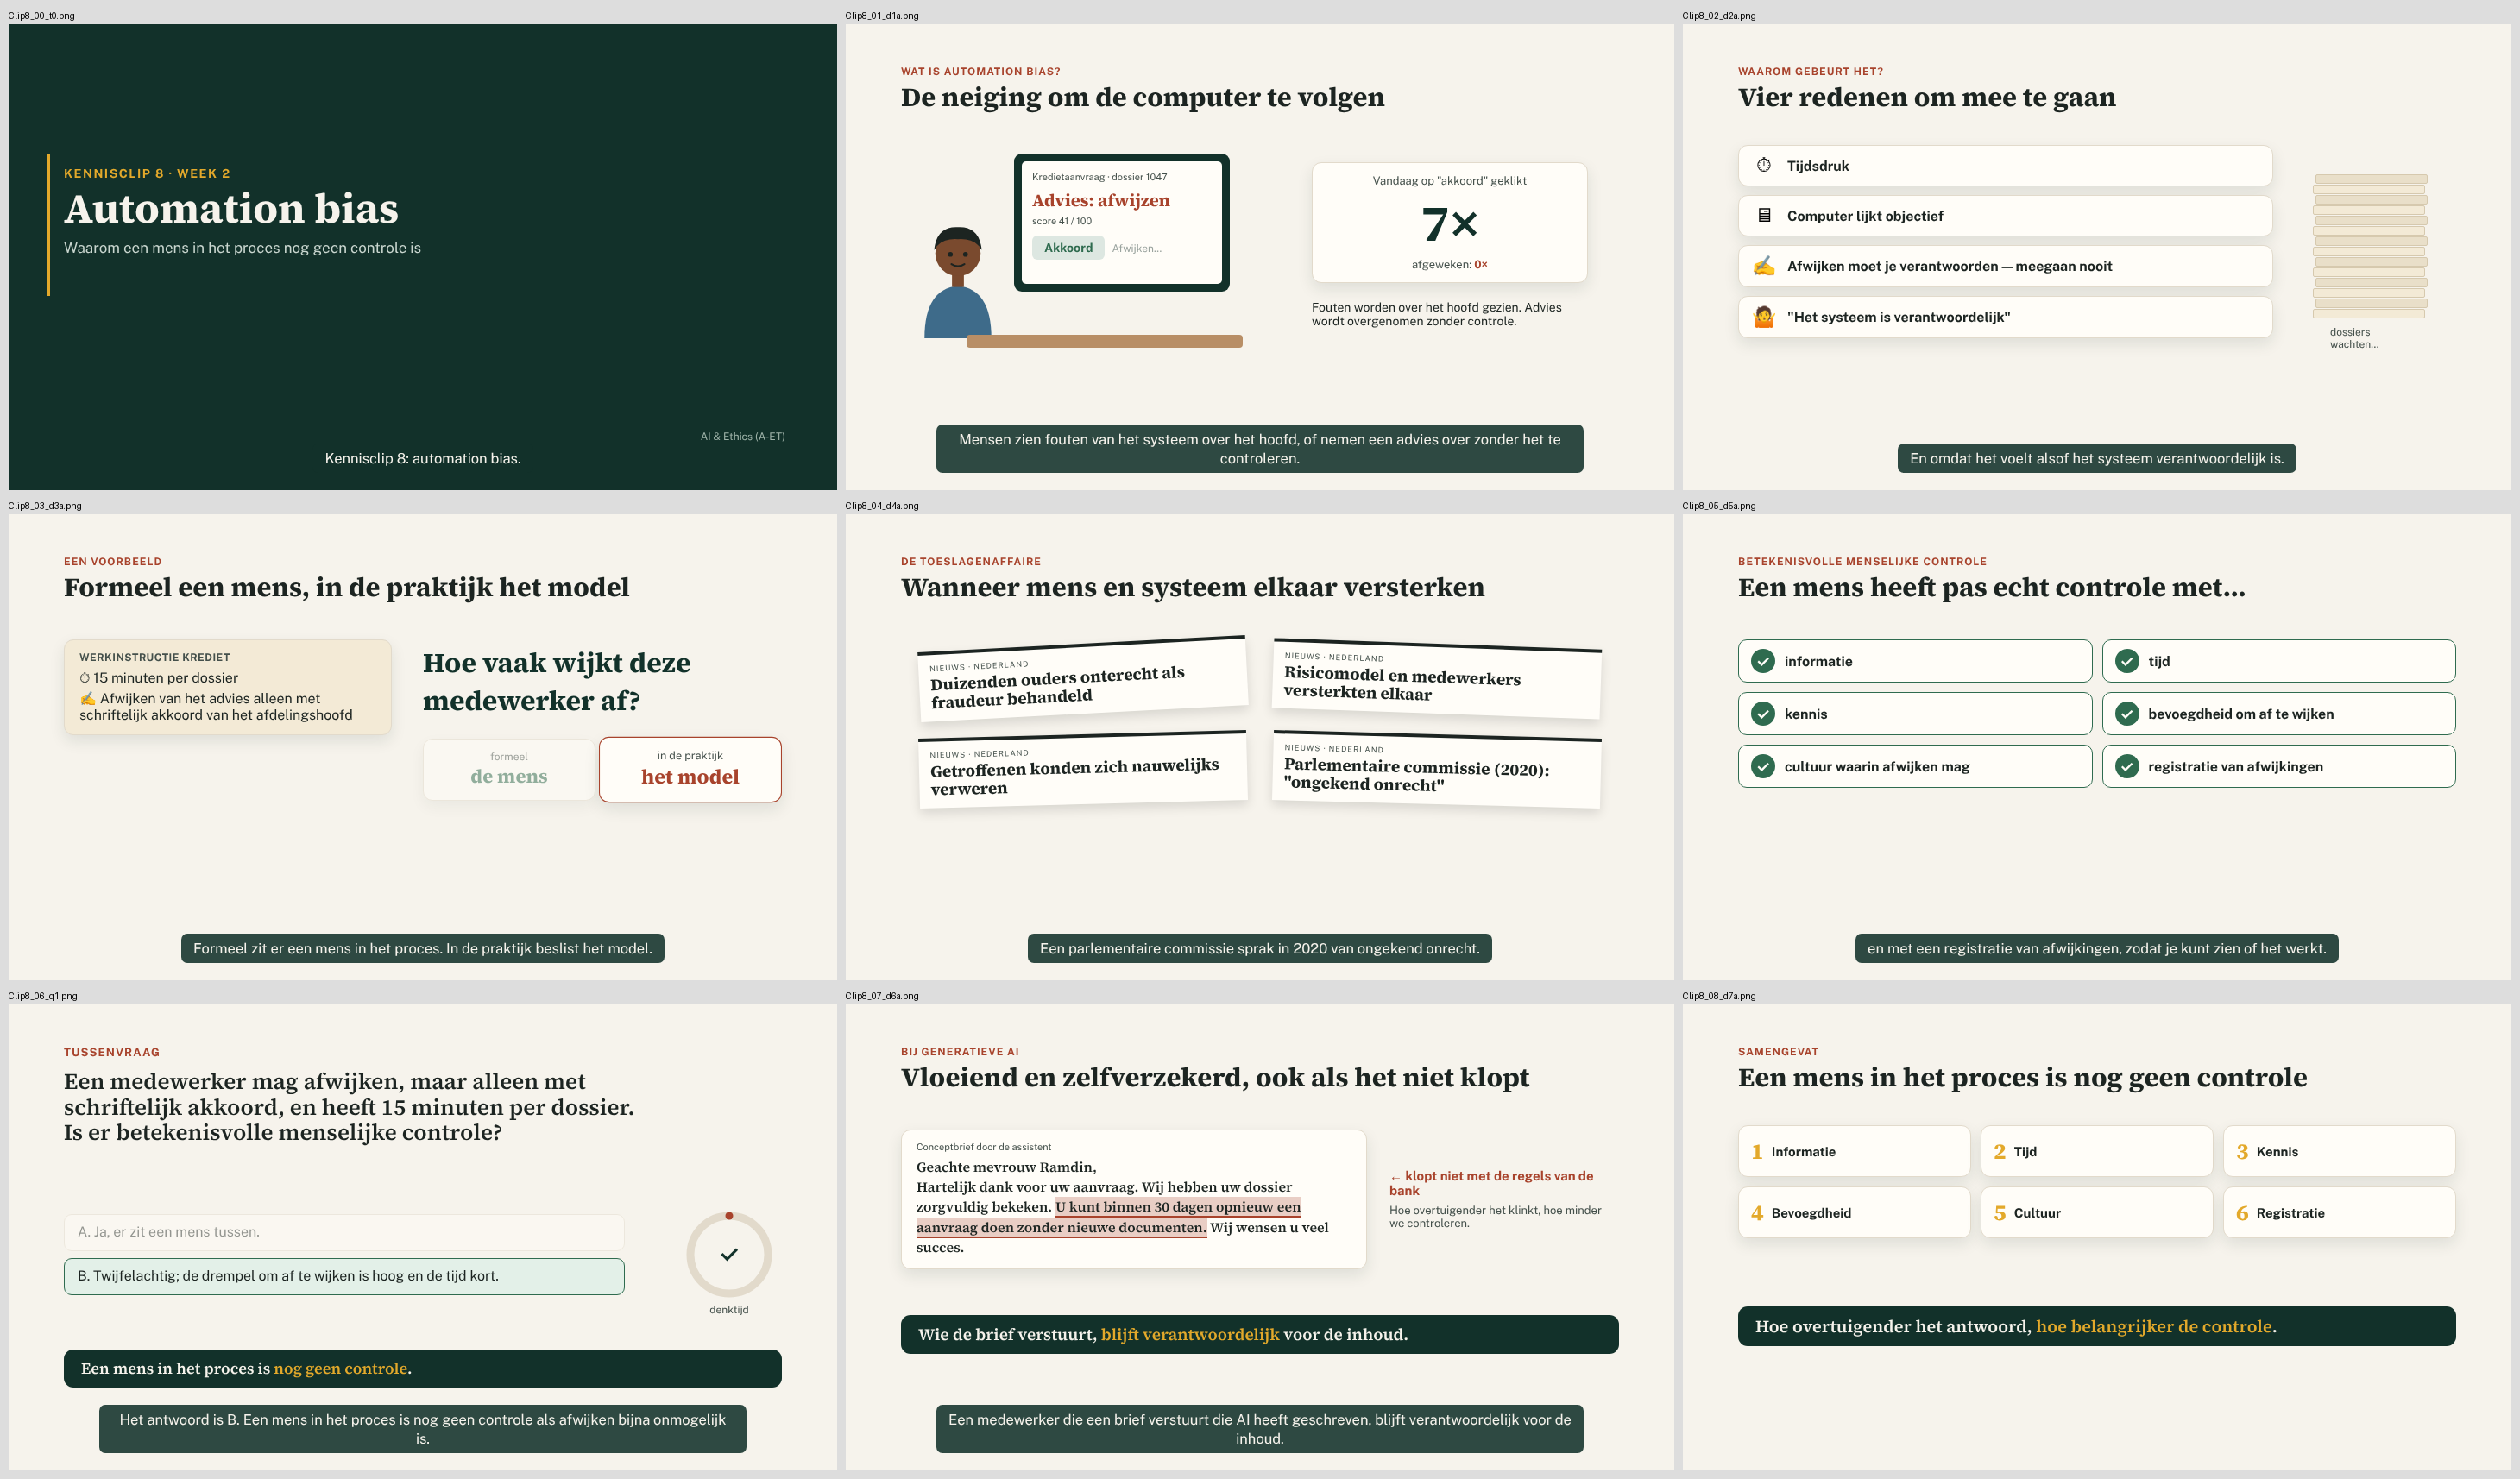 Clip8_00_t0.png
KENNISCLIP 8 · WEEK 2
Automation bias
Waarom een mens in het proces nog geen controle is
AI & Ethics (A-ET)
Kennisclip 8: automation bias.
Clip8_01_d1a.png
WAT IS AUTOMATION BIAS?
De neiging om de computer te volgen
Kredietaanvraag · dossier 1047
Advies: afwijzen
score 41 / 100
Akkoord Afwijken...
Vandaag op "akkoord" geklikt
7×
afgeweken: 0×
Fouten worden over het hoofd gezien. Advies
wordt overgenomen zonder controle.
Mensen zien fouten van het systeem over het hoofd, of nemen een advies over zonder het te
controleren.
Clip8_02_d2a.png
WAAROM GEBEURT HET?
Vier redenen om mee te gaan
Tijdsdruk
Computer lijkt objectief
Afwijken moet je verantwoorden — meegaan nooit
"Het systeem is verantwoordelijk"
dossiers
wachten...
En omdat het voelt alsof het systeem verantwoordelijk is.
Clip8_03_d3a.png
EEN VOORBEELD
Formeel een mens, in de praktijk het model
WERKINSTRUCTIE KREDIET
⏱ 15 minuten per dossier
✍ Afwijken van het advies alleen met
schriftelijk akkoord van het afdelingshoofd
Hoe vaak wijkt deze
medewerker af?
formeel
de mens
in de praktijk
het model
Formeel zit er een mens in het proces. In de praktijk beslist het model.
Clip8_04_d4a.png
DE TOESLAGENAFFAIRE
Wanneer mens en systeem elkaar versterken
NIEUWS · NEDERLAND
Duizenden ouders onterecht als
fraudeur behandeld
NIEUWS · NEDERLAND
Risicomodel en medewerkers
versterkten elkaar
NIEUWS · NEDERLAND
Getroffenen konden zich nauwelijks
verweren
NIEUWS · NEDERLAND
Parlementaire commissie (2020):
"ongekend onrecht"
Een parlementaire commissie sprak in 2020 van ongekend onrecht.
Clip8_05_d5a.png
BETEKENISVOLLE MENSELIJKE CONTROLE
Een mens heeft pas echt controle met...
informatie
tijd
kennis
bevoegdheid om af te wijken
cultuur waarin afwijken mag
registratie van afwijkingen
en met een registratie van afwijkingen, zodat je kunt zien of het werkt.
Clip8_06_q1.png
TUSSENVRAAG
Een medewerker mag afwijken, maar alleen met
schriftelijk akkoord, en heeft 15 minuten per dossier.
Is er betekenisvolle menselijke controle?
A. Ja, er zit een mens tussen.
B. Twijfelachtig; de drempel om af te wijken is hoog en de tijd kort.
denktijd
Een mens in het proces is nog geen controle.
Het antwoord is B. Een mens in het proces is nog geen controle als afwijken bijna onmogelijk
is.
Clip8_07_d6a.png
BIJ GENERATIEVE AI
Vloeiend en zelfverzekerd, ook als het niet klopt
Conceptbrief door de assistent
Geachte mevrouw Ramdin,
Hartelijk dank voor uw aanvraag. Wij hebben uw dossier
zorgvuldig bekeken. U kunt binnen 30 dagen opnieuw een
aanvraag doen zonder nieuwe documenten. Wij wensen u veel
succes.
← klopt niet met de regels van de
bank
Hoe overtuigender het klinkt, hoe minder
we controleren.
Wie de brief verstuurt, blijft verantwoordelijk voor de inhoud.
Een medewerker die een brief verstuurt die AI heeft geschreven, blijft verantwoordelijk voor de
inhoud.
Clip8_08_d7a.png
SAMENGEVAT
Een mens in het proces is nog geen controle
1 Informatie
2 Tijd
3 Kennis
4 Bevoegdheid
5 Cultuur
6 Registratie
Hoe overtuigender het antwoord, hoe belangrijker de controle.